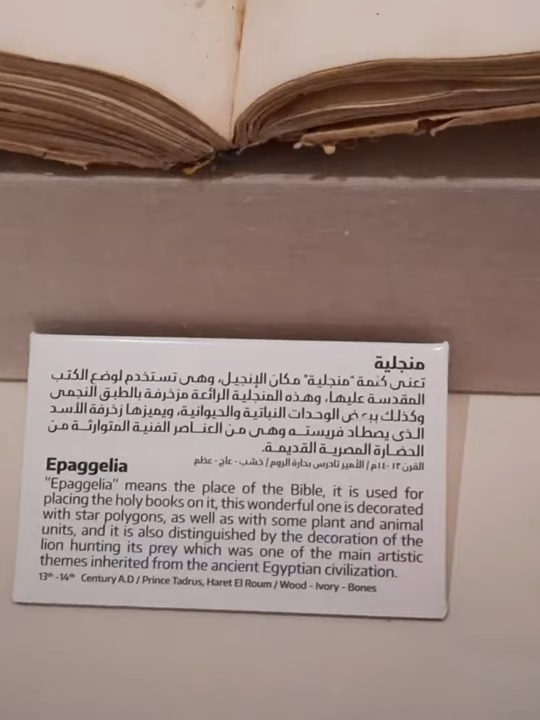 منجلية
تعنى كلمة "منجلية" مكان الإنجيل، وهى تستخدم لوضع الكتب
المقدسة عليها، وهذه المنجلية الرائعة مزخرفة بالطبق النجمى
وكذلك ببعض الوحدات النباتية والحيوانية، ويميزها زخرفة الأسد
الذى يصطاد فريسته وهى من العناصر الفنية المتوارثة من
الحضارة المصرية القديمة.
القرن ١٣ -١٤م / الأمير تادرس بحارة الروم / خشب - عاج - عظم
Epaggelia
"Epaggelia" means the place of the Bible, it is used for
placing the holy books on it, this wonderful one is decorated
with star polygons, as well as with some plant and animal
units, and it is also distinguished by the decoration of the
lion hunting its prey which was one of the main artistic
themes inherited from the ancient Egyptian civilization.
13th -14th Century A.D / Prince Tadrus, Haret El Roum / Wood - Ivory - Bones